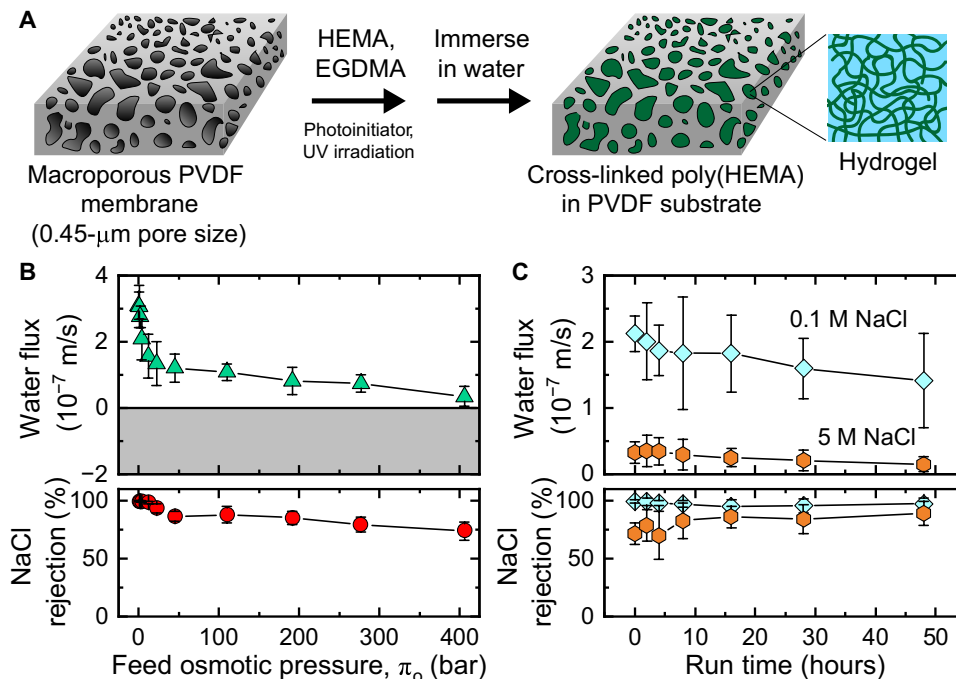 A
HEMA,
EGDMA
Photoinitiator,
UV irradiation
Immerse
in water
Macroporous PVDF
membrane
(0.45-μm pore size)
Cross-linked poly(HEMA)
in PVDF substrate
Hydrogel
B
Water flux
(10⁻⁷ m/s)
4
2
0
−2
NaCl
rejection (%)
100
75
0
0
100
200
300
400
Feed osmotic pressure, πₒ (bar)
C
Water flux
(10⁻⁷ m/s)
3
2
1
0
0.1 M NaCl
5 M NaCl
NaCl
rejection (%)
100
50
0
0
10
20
30
40
50
Run time (hours)